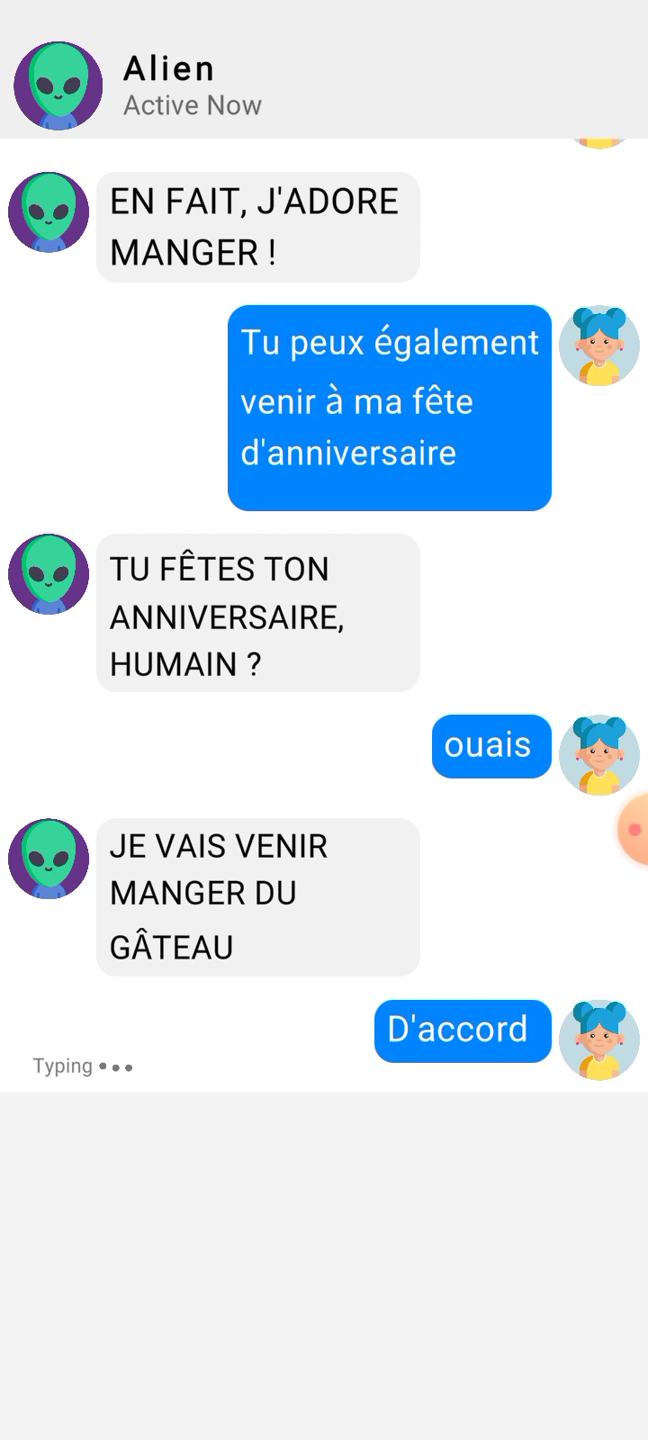 Alien
Active Now
EN FAIT, J'ADORE
MANGER !
Tu peux également
venir à ma fête
d'anniversaire
TU FÊTES TON
ANNIVERSAIRE,
HUMAIN ?
ouais
JE VAIS VENIR
MANGER DU
GÂTEAU
D'accord
Typing •••